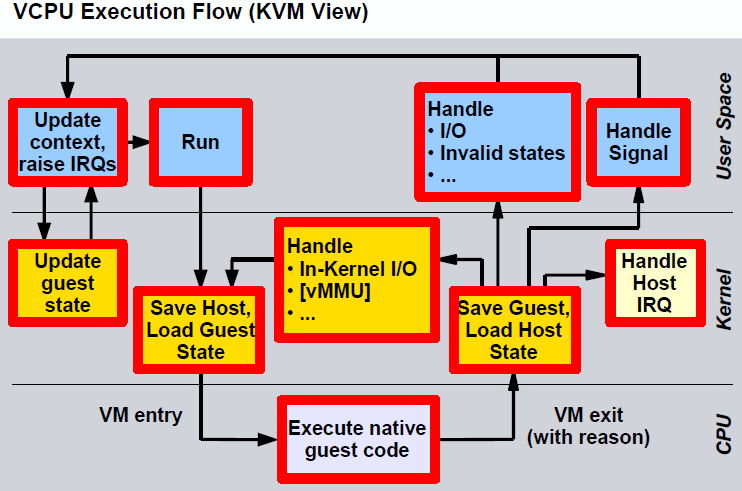 VCPU Execution Flow (KVM View)
Update
context,
raise IRQs
Run
Handle
• I/O
• Invalid states
• ...
Handle
Signal
User Space
Update
guest
state
Save Host,
Load Guest
State
Handle
• In-Kernel I/O
• [vMMU]
• ...
Save Guest,
Load Host
State
Handle
Host
IRQ
Kernel
VM entry
Execute native
guest code
VM exit
(with reason)
CPU